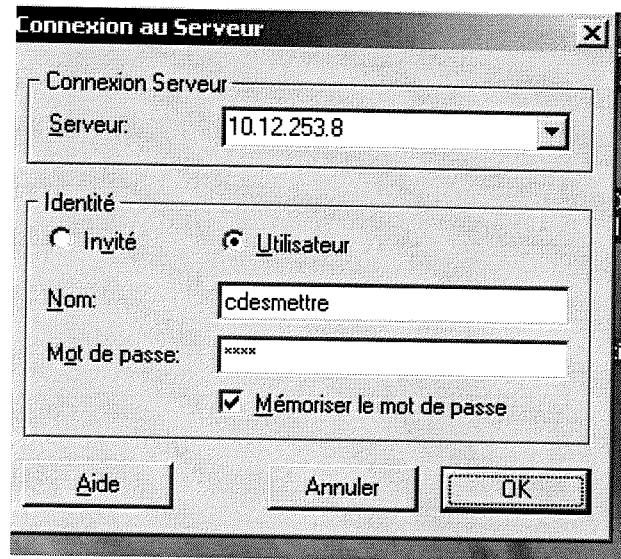 Connexion au Serveur
Connexion Serveur
Serveur: 10.12.253.8
Identité
Invité Utilisateur
Nom: cdesmettre
Mot de passe: ××××
Mémoriser le mot de passe
Aide Annuler OK